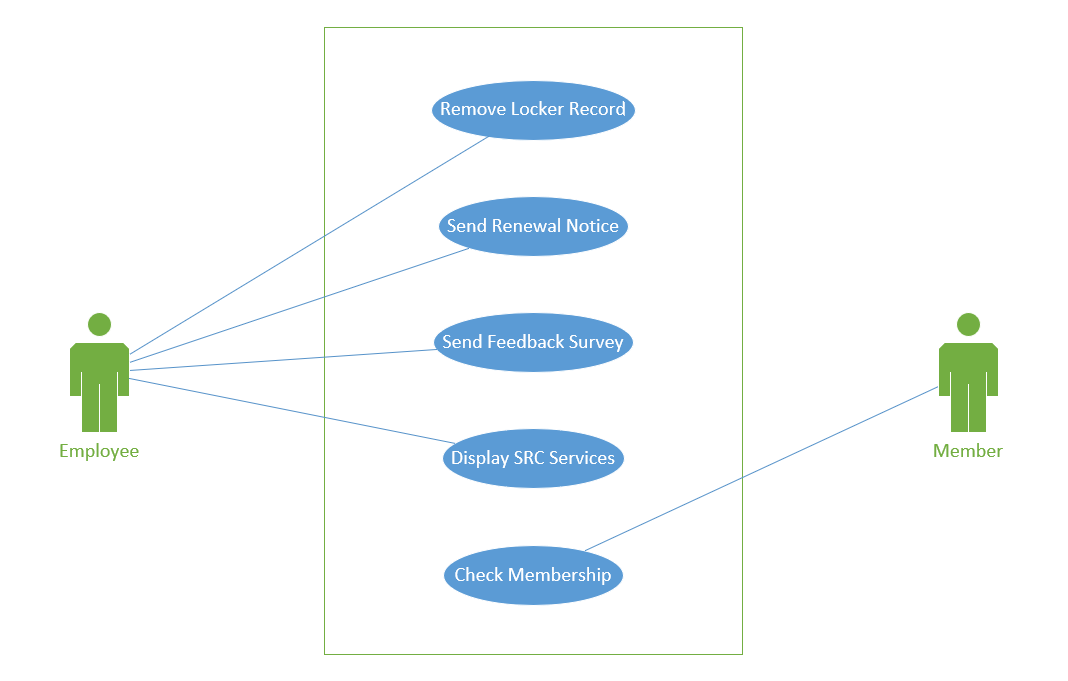 Remove Locker Record
Send Renewal Notice
Send Feedback Survey
Employee
Member
Display SRC Services
Check Membership